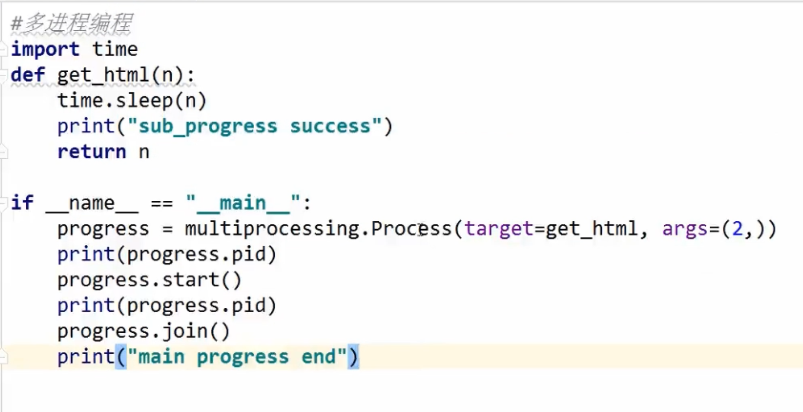 #多进程编程
import time
def get_html(n):
    time.sleep(n)
    print("sub_progress success")
    return n

if __name__ == "__main__":
    progress = multiprocessing.Process(target=get_html, args=(2,))
    print(progress.pid)
    progress.start()
    print(progress.pid)
    progress.join()
    print("main progress end")